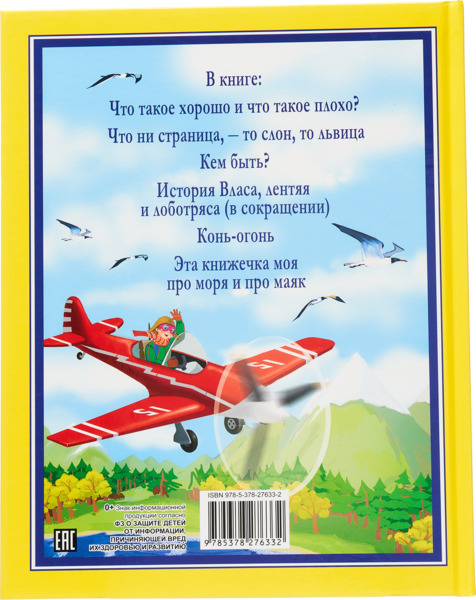 В книге:
Что такое хорошо и что такое плохо?
Что ни страница, – то слон, то львица
Кем быть?
История Власа, лентяя
и лоботряса (в сокращении)
Конь-огонь
Эта книжечка моя
про моря и про маяк
15
15
ISBN 978-5-378-27633-2
0+ Знак информационной
продукции согласно
ФЗ О ЗАЩИТЕ ДЕТЕЙ
ОТ ИНФОРМАЦИИ,
ПРИЧИНЯЮЩЕЙ ВРЕД
ИХ ЗДОРОВЬЮ И РАЗВИТИЮ
ЕАС
9 785378 276332